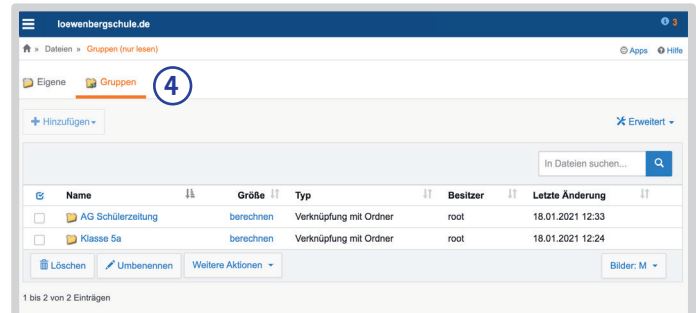 loewenbergschule.de 3
» Dateien » Gruppen (nur lesen) Apps Hilfe
Eigene Gruppen 4
Hinzufügen Erweitert
In Dateien suchen...
Name Größe Typ Besitzer Letzte Änderung
AG Schülerzeitung berechnen Verknüpfung mit Ordner root 18.01.2021 12:33
Klasse 5a berechnen Verknüpfung mit Ordner root 18.01.2021 12:24
Löschen Umbenennen Weitere Aktionen Bilder: M
1 bis 2 von 2 Einträgen